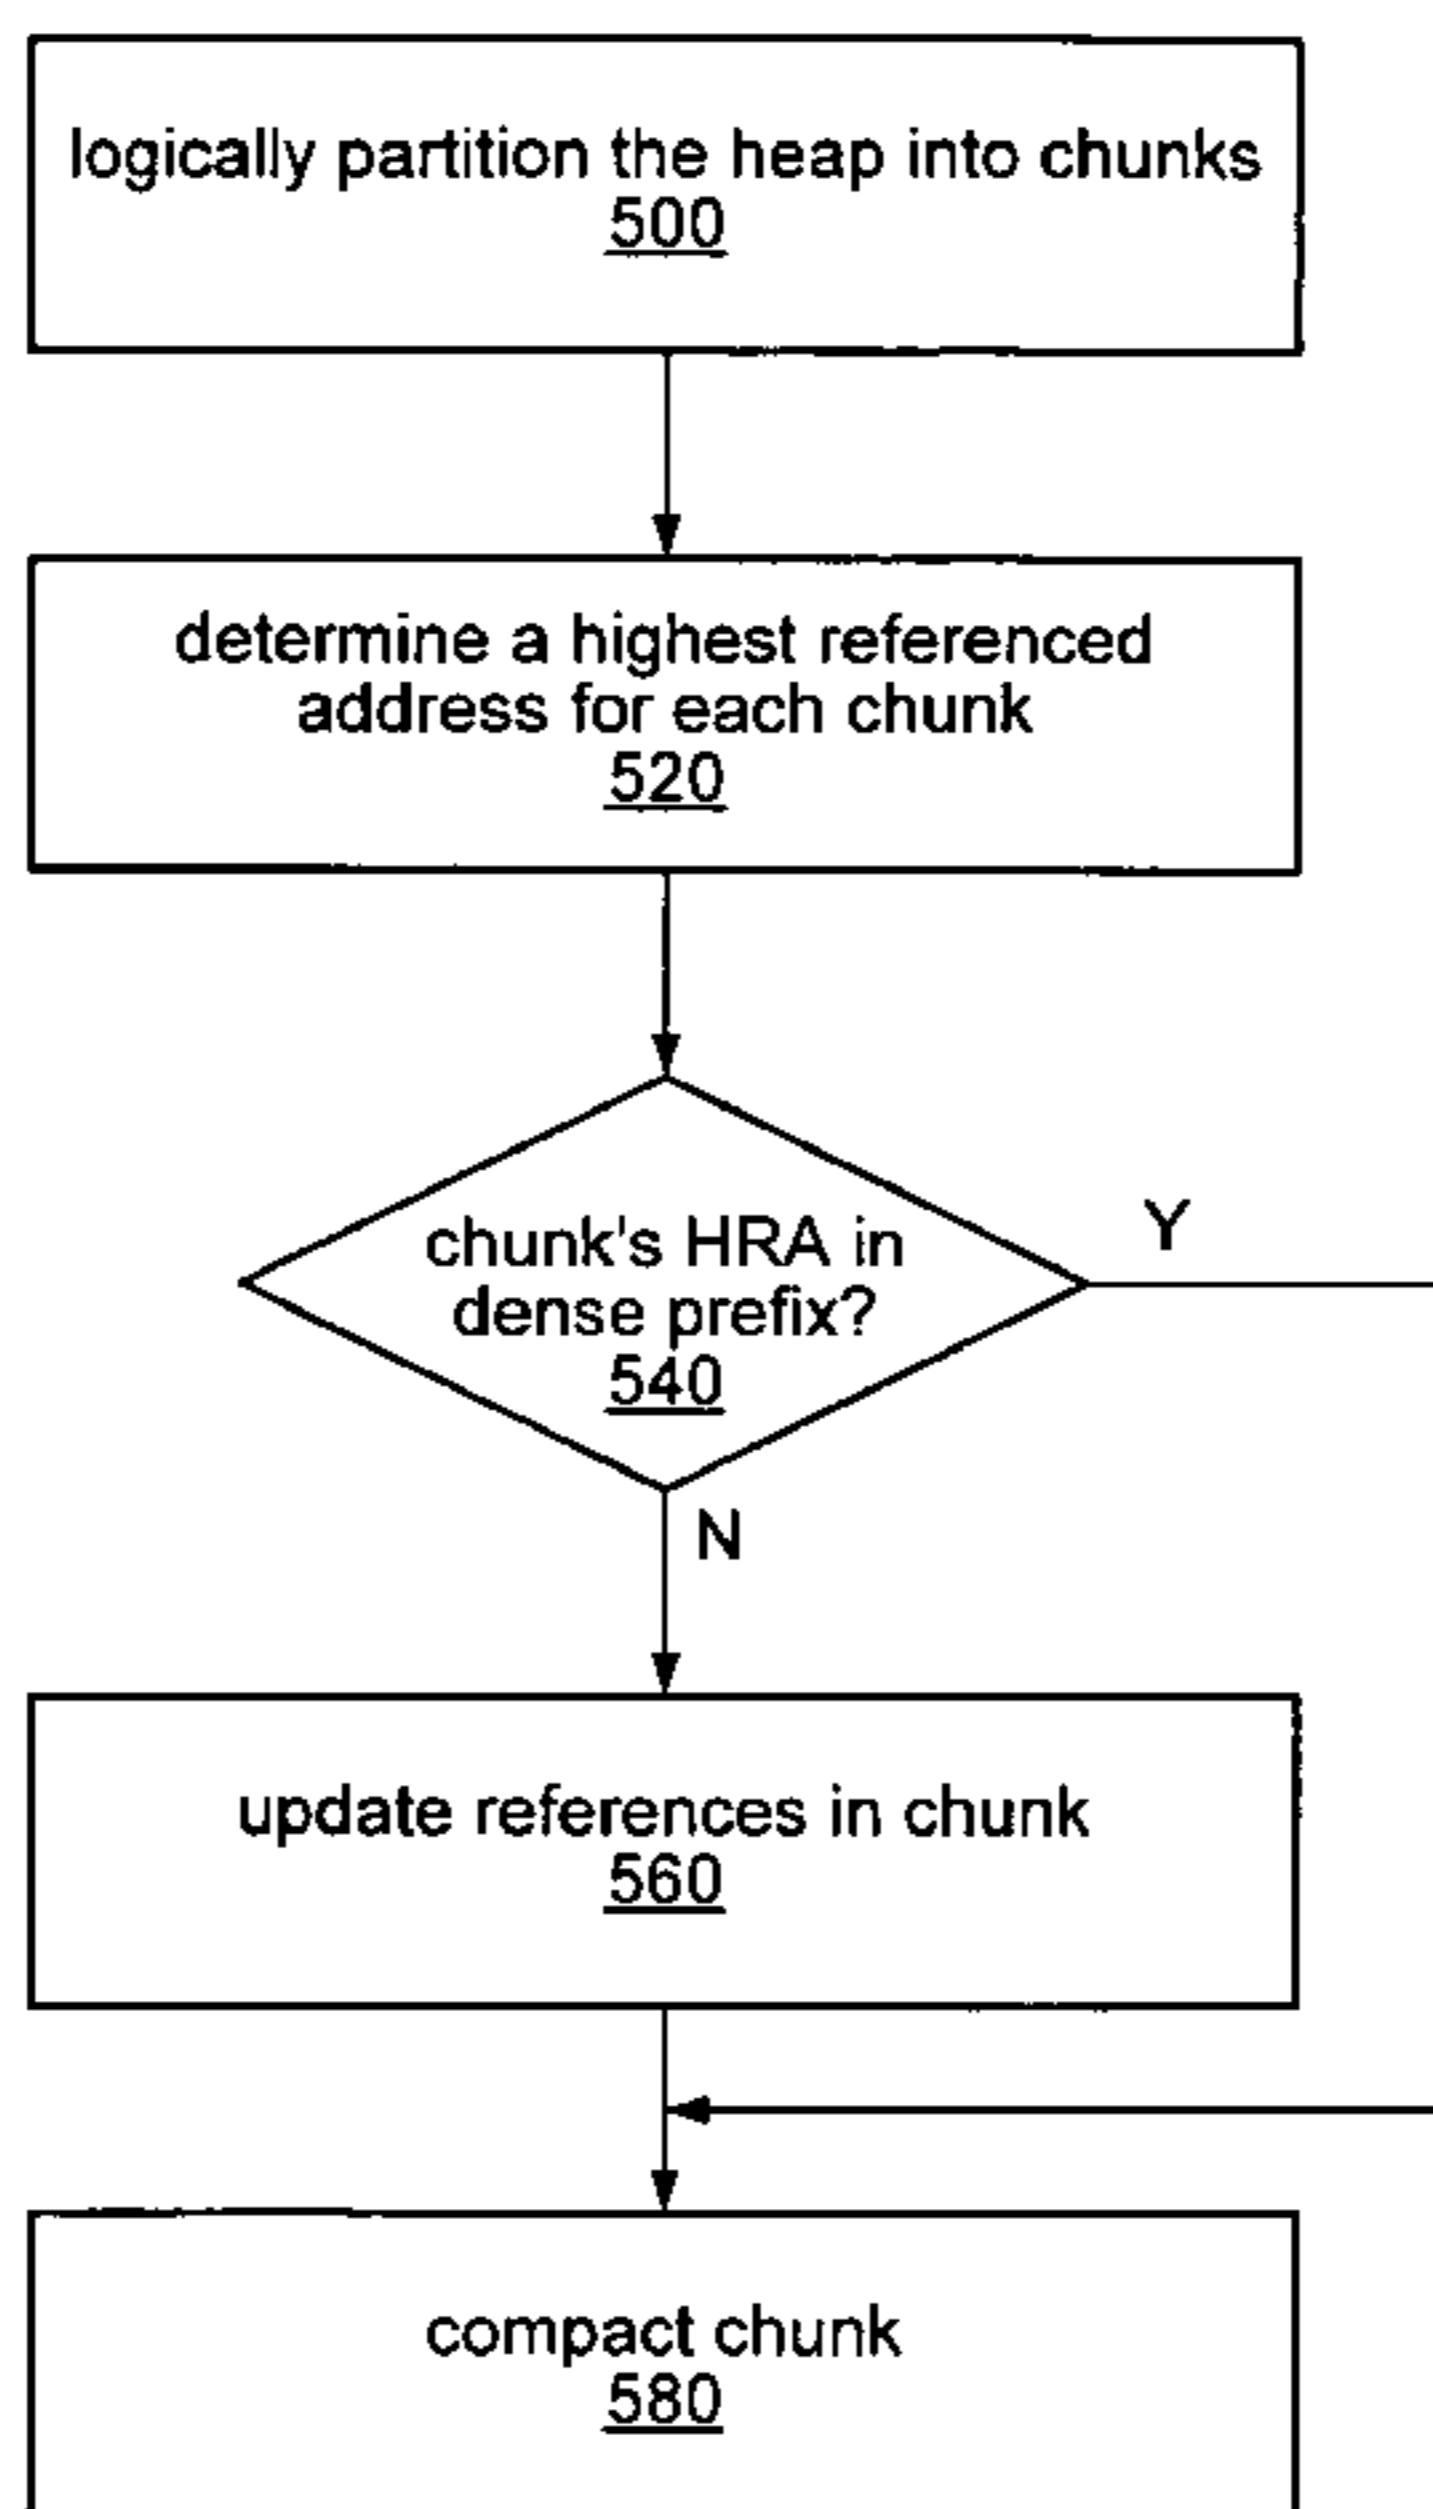 logically partition the heap into chunks
500
determine a highest referenced
address for each chunk
520
chunk's HRA in
dense prefix?
540
Y
N
update references in chunk
560
compact chunk
580